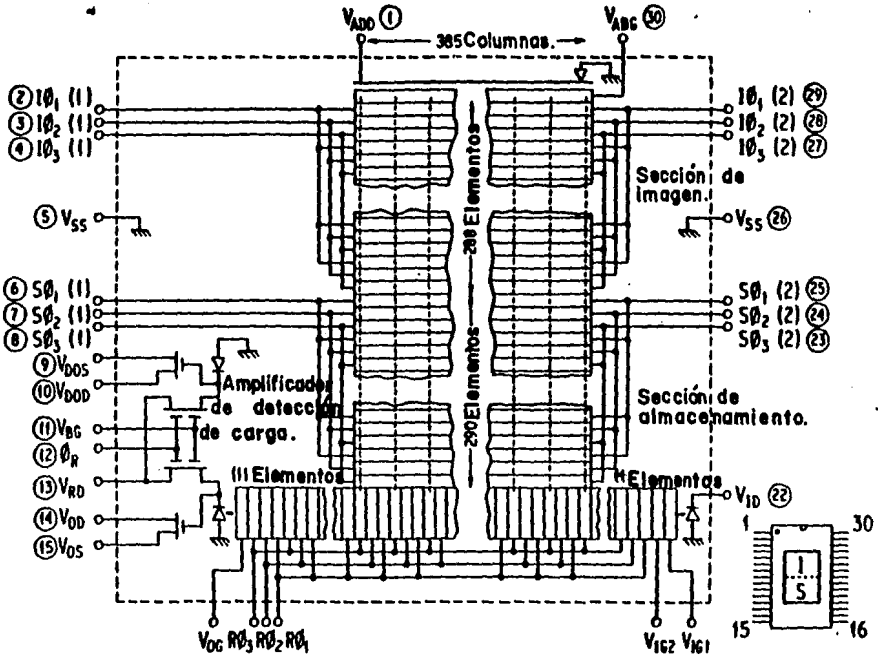 V_ADD ① V_ABG ㉚
385 Columnas.
② IØ₁ (1) IØ₁ (2) ㉙
③ IØ₂ (1) IØ₂ (2) ㉘
④ IØ₃ (1) IØ₃ (2) ㉗
Sección de
imagen.
288 Elementos
⑤ V_SS V_SS ㉖
⑥ SØ₁ (1) SØ₁ (2) ㉕
⑦ SØ₂ (1) SØ₂ (2) ㉔
⑧ SØ₃ (1) SØ₃ (2) ㉓
290 Elementos
⑨ V_DOS
⑩ V_DOD
Amplificador
de detección
de carga.
Sección de
almacenamiento.
⑪ V_BG
⑫ Ø_R
⑬ V_RD
Elementos Elementos
V_ID ㉒
⑭ V_OD
⑮ V_OS
1 30
I
S
15 16
V_OG RØ₃ RØ₂ RØ₁ V_IG2 V_IG1